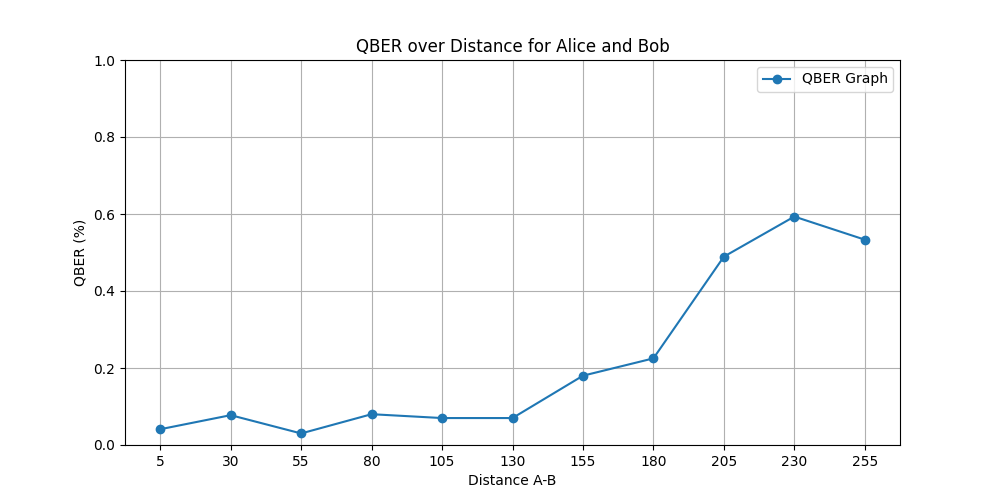 QBER over Distance for Alice and Bob
QBER Graph
1.0
0.8
0.6
0.4
0.2
0.0
QBER (%)
5 30 55 80 105 130 155 180 205 230 255
Distance A-B